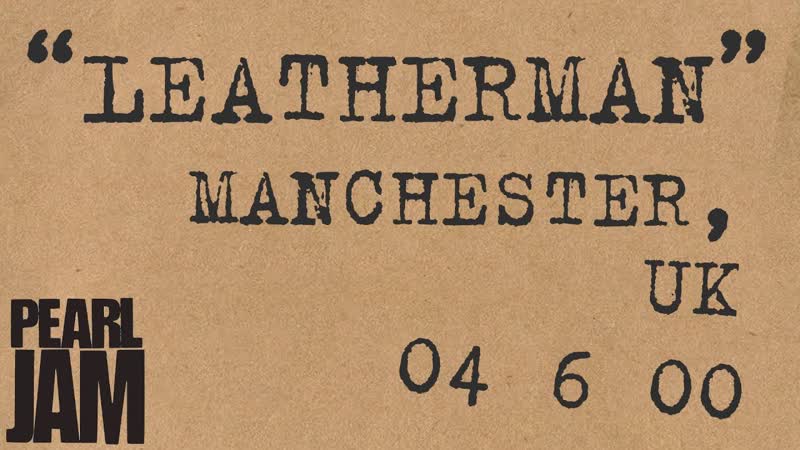 “LEATHERMAN”
MANCHESTER,
UK
04 6 00
PEARL
JAM